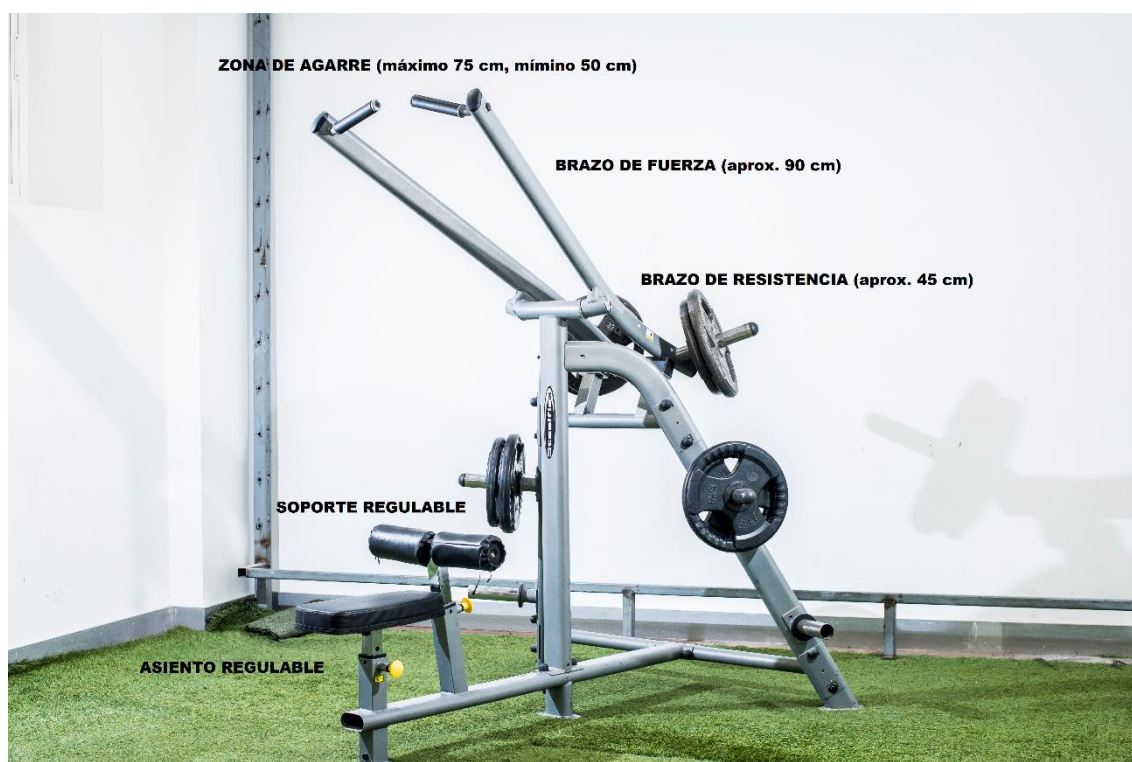 ZONA DE AGARRE (máximo 75 cm, mímino 50 cm)
BRAZO DE FUERZA (aprox. 90 cm)
BRAZO DE RESISTENCIA (aprox. 45 cm)
SOPORTE REGULABLE
ASIENTO REGULABLE